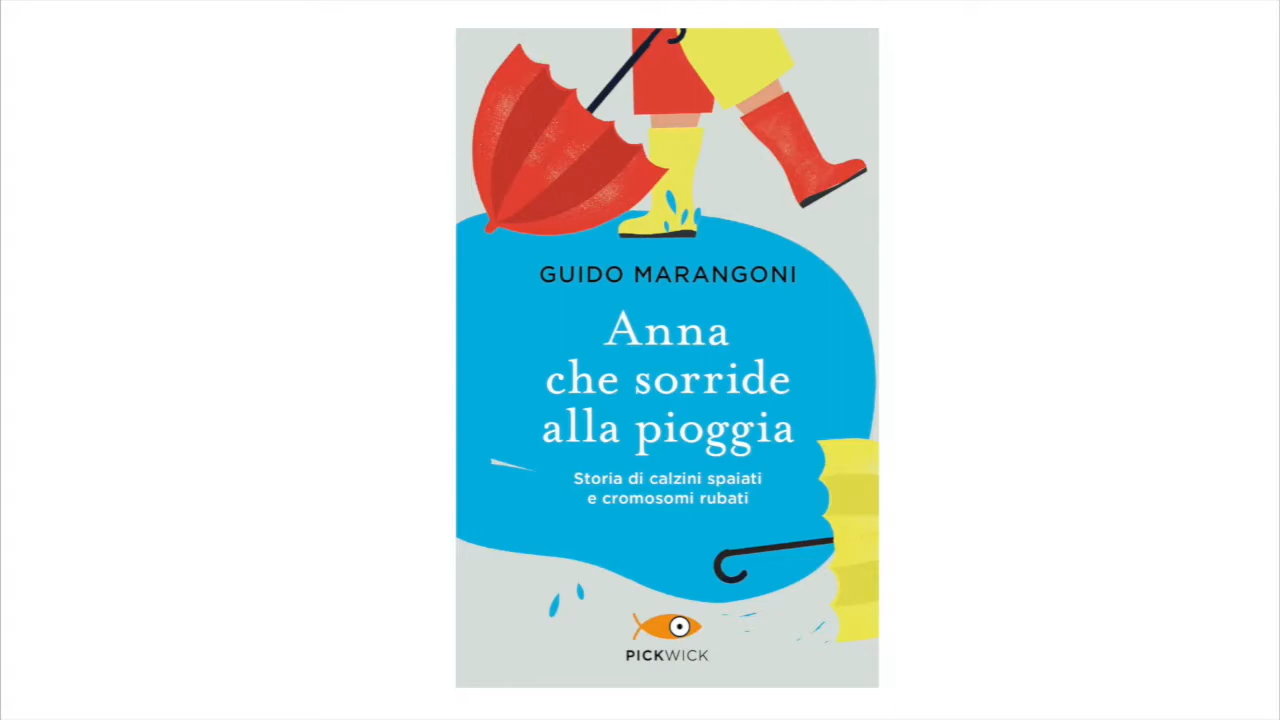 GUIDO MARANGONI
Anna
che sorride
alla pioggia
Storia di calzini spaiati
e cromosomi rubati
PICKWICK